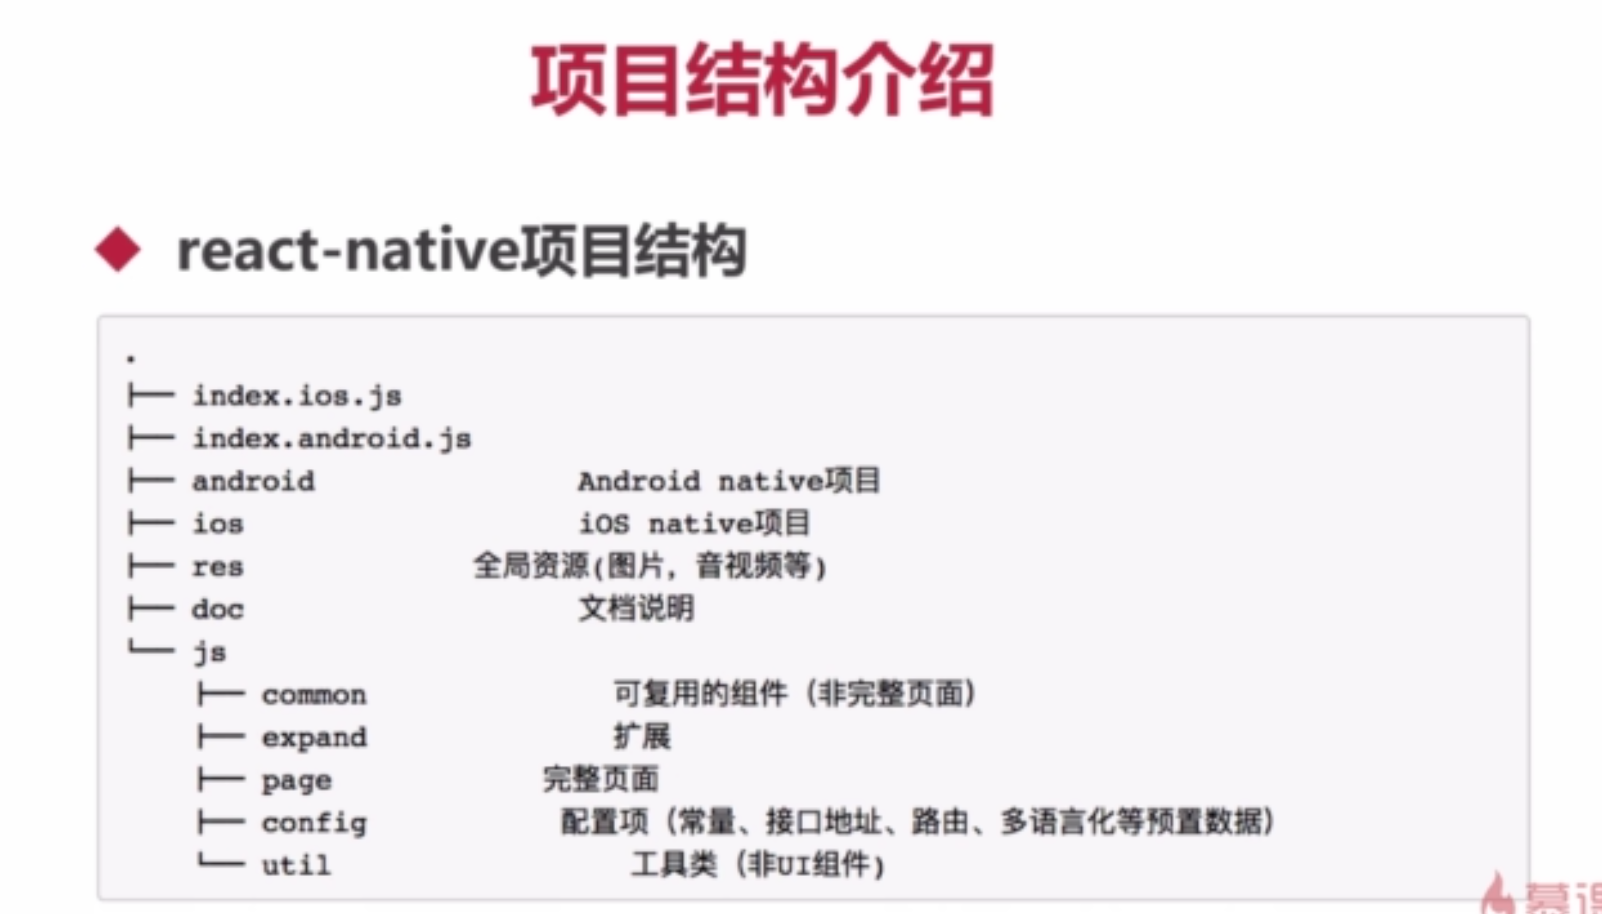 项目结构介绍
react-native项目结构
.
├── index.ios.js
├── index.android.js
├── android Android native项目
├── ios iOS native项目
├── res 全局资源(图片，音视频等)
├── doc 文档说明
└── js
├── common 可复用的组件（非完整页面）
├── expand 扩展
├── page 完整页面
├── config 配置项（常量、接口地址、路由、多语言化等预置数据）
└── util 工具类（非UI组件)
慕